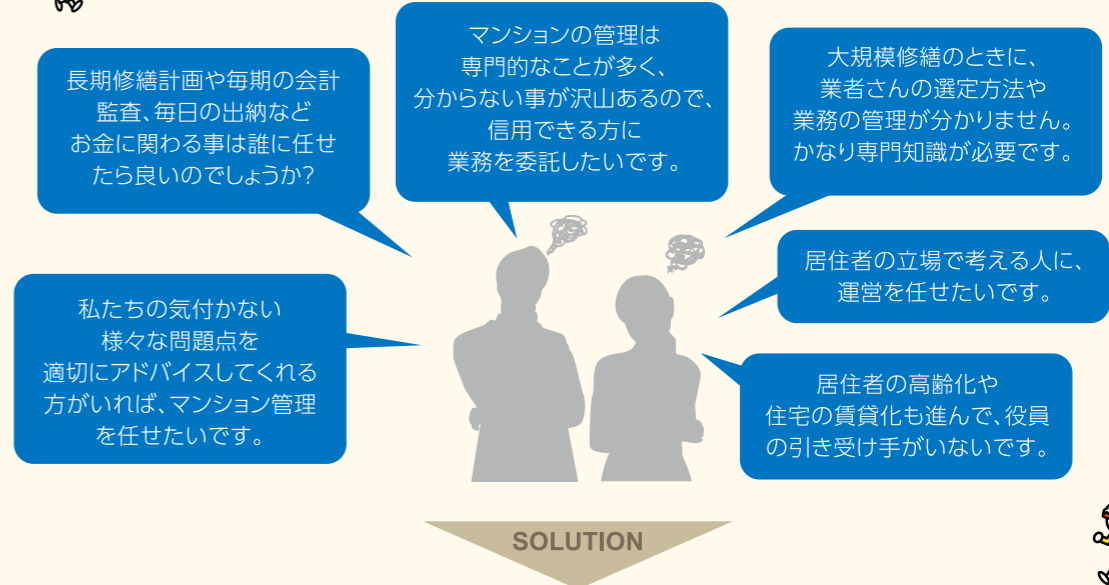 長期修繕計画や毎期の会計
監査、毎日の出納など
お金に関わる事は誰に任せ
たら良いのでしょうか?
マンションの管理は
専門的なことが多く、
分からない事が沢山あるので、
信用できる方に
業務を委託したいです。
大規模修繕のときに、
業者さんの選定方法や
業務の管理が分かりません。
かなり専門知識が必要です。
私たちの気付かない
様々な問題点を
適切にアドバイスしてくれる
方がいれば、マンション管理
を任せたいです。
居住者の立場で考える人に、
運営を任せたいです。
居住者の高齢化や
住宅の賃貸化も進んで、役員
の引き受け手がいないです。
SOLUTION